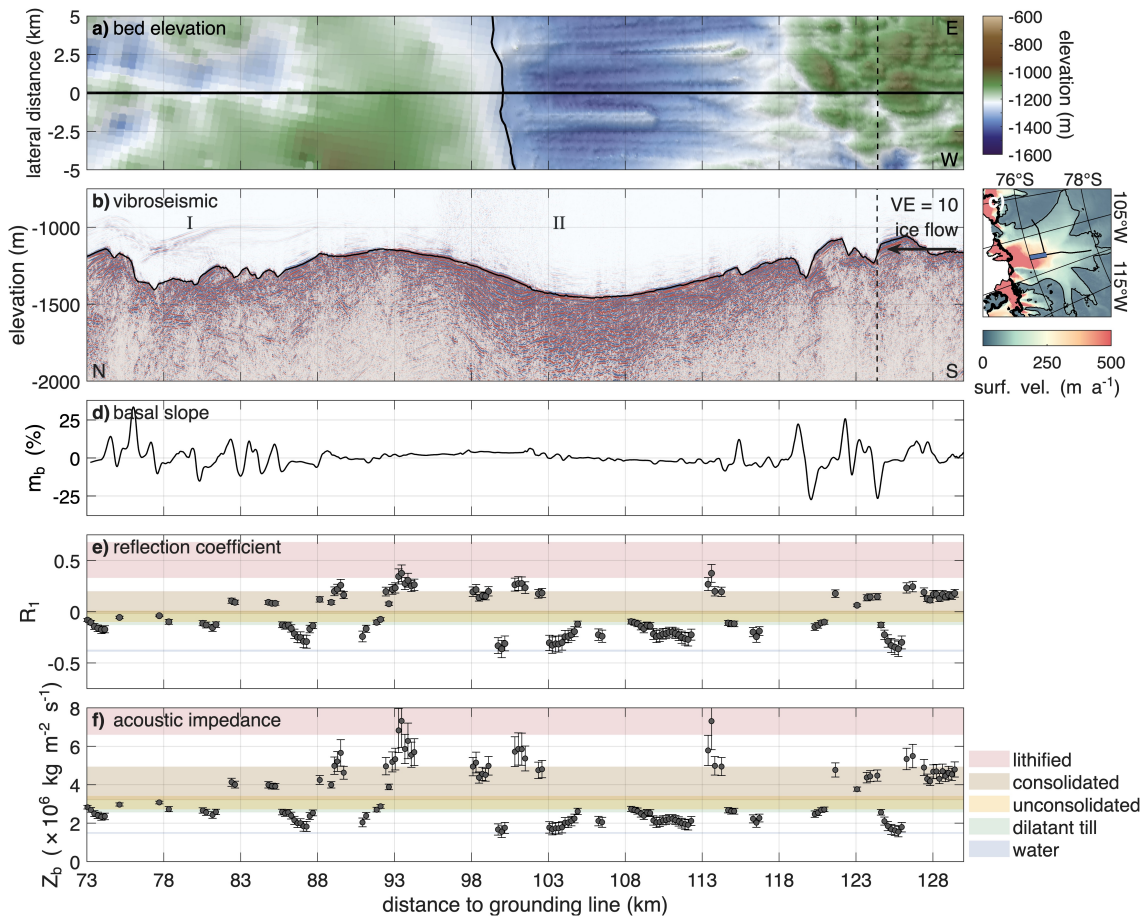 a) bed elevation
E
W
5
2.5
0
-2.5
-5
lateral distance (km)
-600
-800
-1000
-1200
-1400
-1600
elevation (m)
b) vibroseismic
I
II
VE = 10
ice flow
N
S
-1000
-1500
-2000
elevation (m)
76°S 78°S
105°W
115°W
0 250 500
surf. vel. (m a⁻¹)
d) basal slope
25
0
-25
m_b (%)
e) reflection coefficient
0.5
0
-0.5
R₁
f) acoustic impedance
8
6
4
2
0
Z_b ( × 10⁶ kg m⁻² s⁻¹)
73 78 83 88 93 98 103 108 113 118 123 128
distance to grounding line (km)
lithified
consolidated
unconsolidated
dilatant till
water